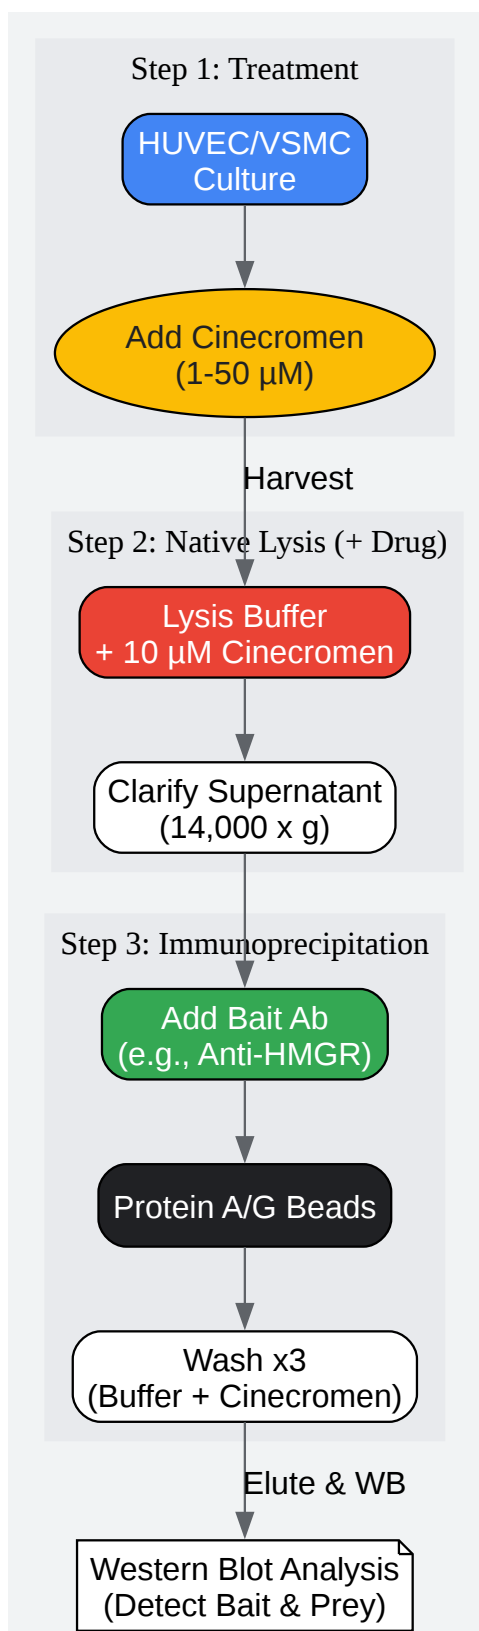 Step 1: Treatment
HUVEC/VSMC
Culture
Add Cinecromen
(1-50 µM)
Harvest
Step 2: Native Lysis (+ Drug)
Lysis Buffer
+ 10 µM Cinecromen
Clarify Supernatant
(14,000 x g)
Step 3: Immunoprecipitation
Add Bait Ab
(e.g., Anti-HMGR)
Protein A/G Beads
Wash x3
(Buffer + Cinecromen)
Elute & WB
Western Blot Analysis
(Detect Bait & Prey)